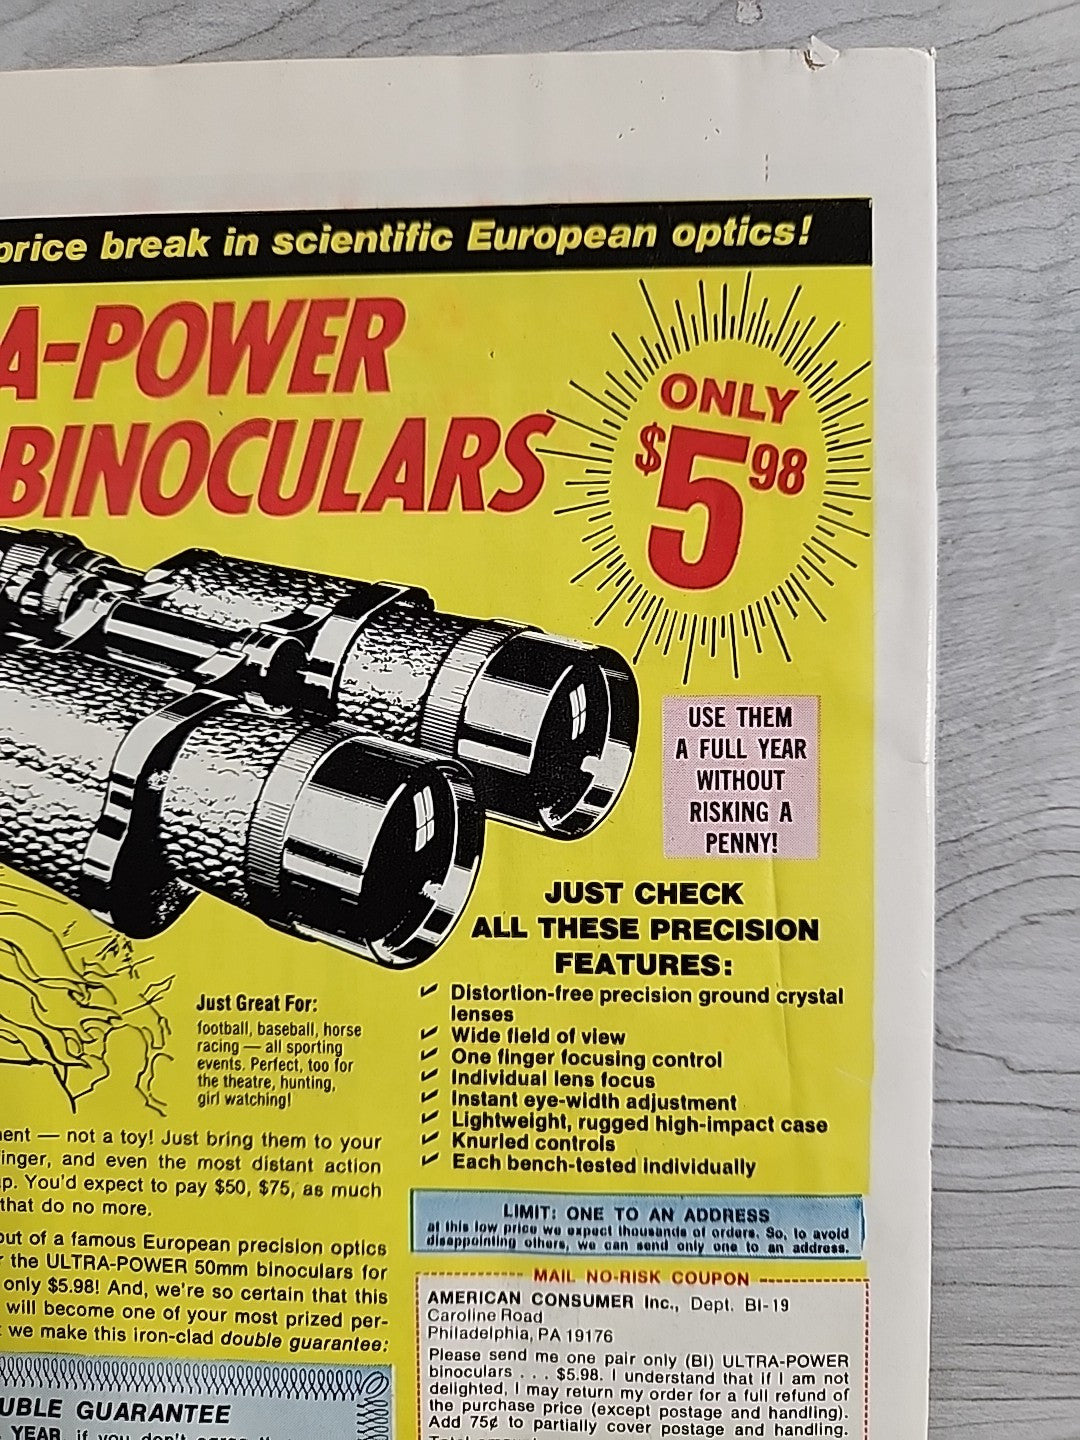 price break in scientific European optics!
A-POWER
BINOCULARS
ONLY
$5.98
USE THEM
A FULL YEAR
WITHOUT
RISKING A
PENNY!
JUST CHECK
ALL THESE PRECISION
FEATURES:
Distortion-free precision ground crystal
lenses
Wide field of view
One finger focusing control
Individual lens focus
Instant eye-width adjustment
Lightweight, rugged high-impact case
Knurled controls
Each bench-tested individually
Just Great For:
football, baseball, horse
racing — all sporting
events. Perfect, too for
the theatre, hunting,
girl watching!
— not a toy! Just bring them to your
and even the most distant action
You'd expect to pay $50, $75, as much
that do no more.
of a famous European precision optics
the ULTRA-POWER 50mm binoculars for
only $5.98! And, we're so certain that this
will become one of your most prized per-
we make this iron-clad double guarantee:
GUARANTEE
YEAR, if you don't agree
LIMIT: ONE TO AN ADDRESS
at this low price we expect thousands of orders. So, to avoid
disappointing others, we can send only one to an address.
MAIL NO-RISK COUPON
AMERICAN CONSUMER Inc., Dept. BI-19
Caroline Road
Philadelphia, PA 19176
Please send me one pair only (BI) ULTRA-POWER
binoculars . . . $5.98. I understand that if I am not
delighted, I may return my order for a full refund of
the purchase price (except postage and handling).
Add 75¢ to partially cover postage and handling.